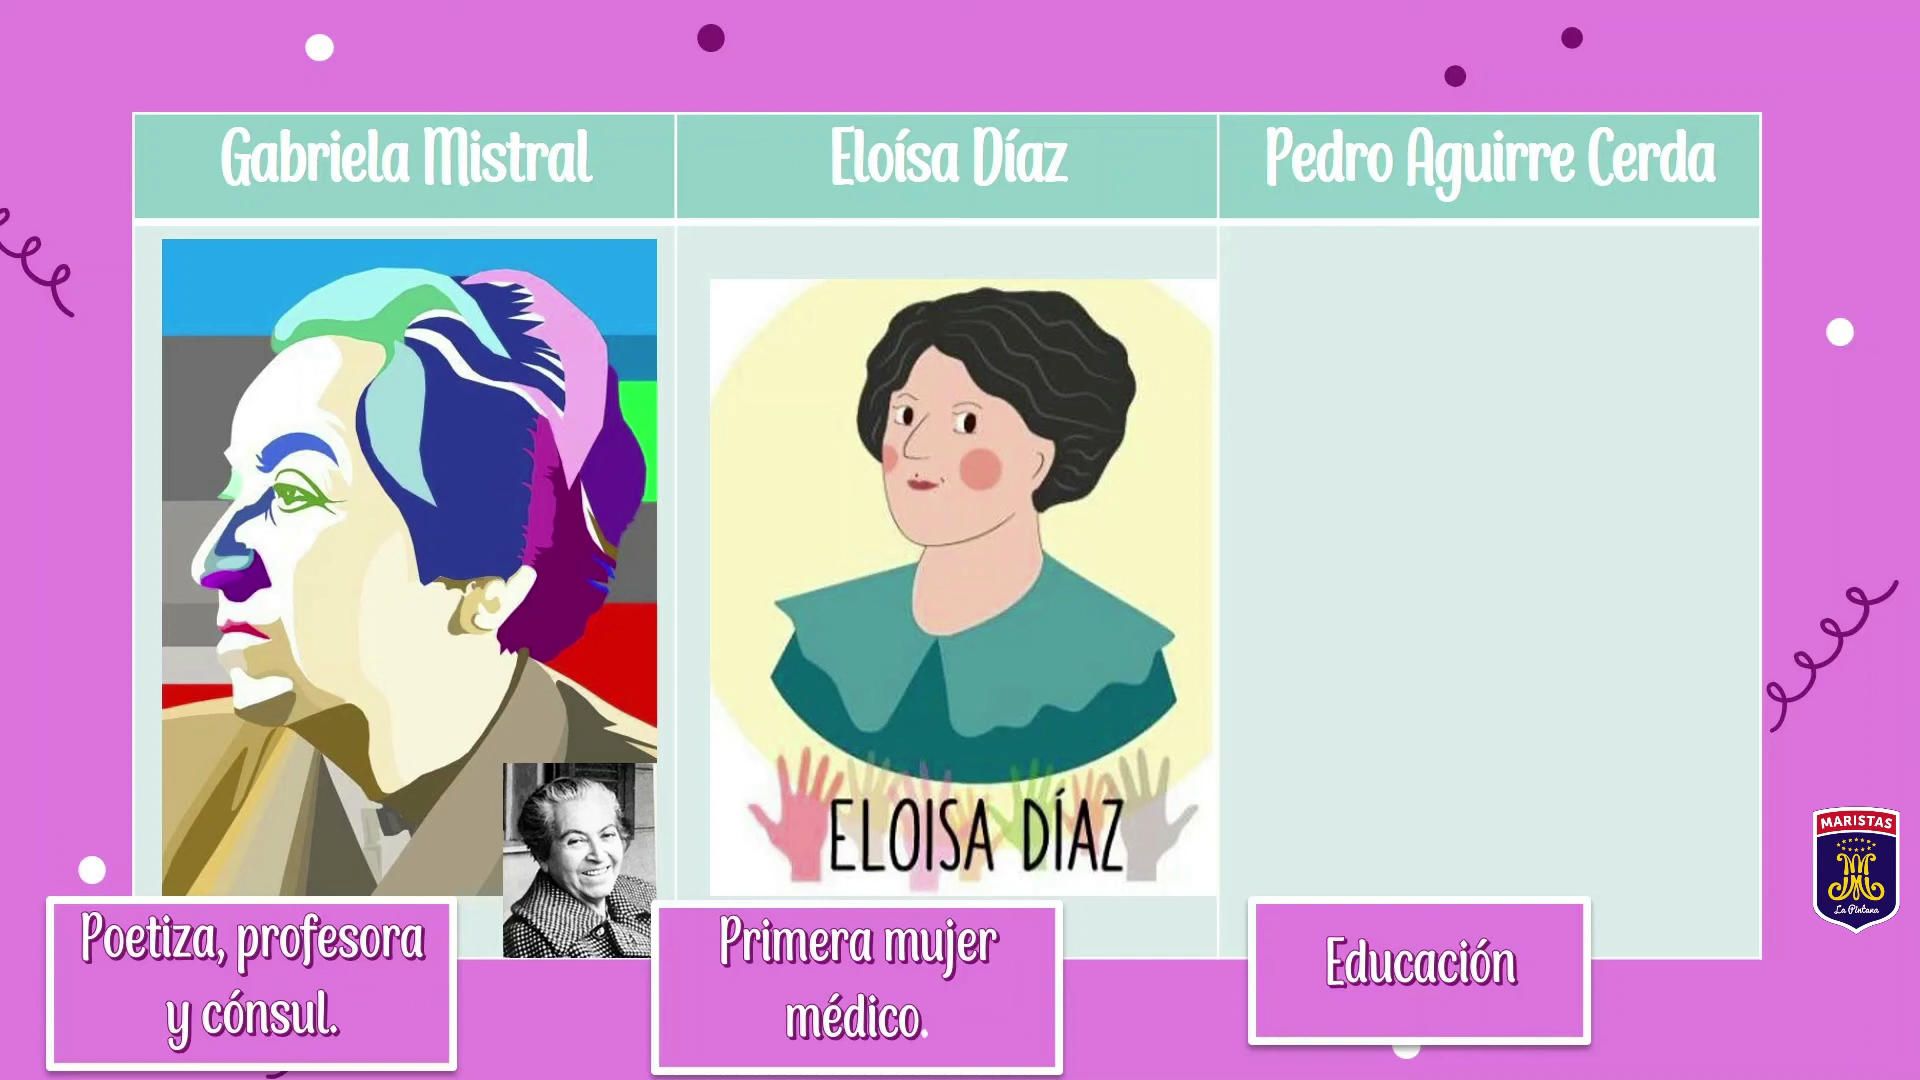 Gabriela Mistral
Eloísa Díaz
Pedro Aguirre Cerda
ELOISA DÍAZ
Poetiza, profesora
y cónsul.
Primera mujer
médico.
Educación
MARISTAS
La Pintana